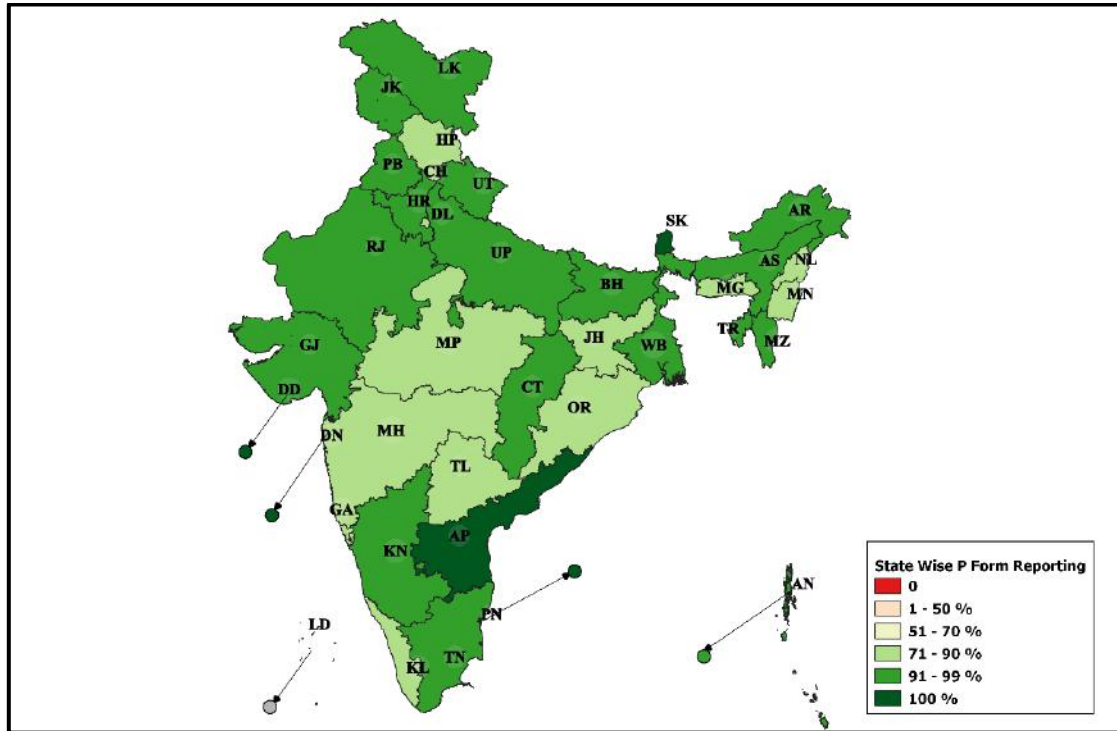 LK
JK
HP
PB
CH
UT
HR
DL
SK
AR
RJ
UP
AS
NL
BH
MG
MN
TR
MZ
GJ
MP
JH
WB
DD
CT
OR
DN
MH
TL
GA
AP
KN
PN
AN
LD
KL
TN
State Wise P Form Reporting
0
1 - 50 %
51 - 70 %
71 - 90 %
91 - 99 %
100 %